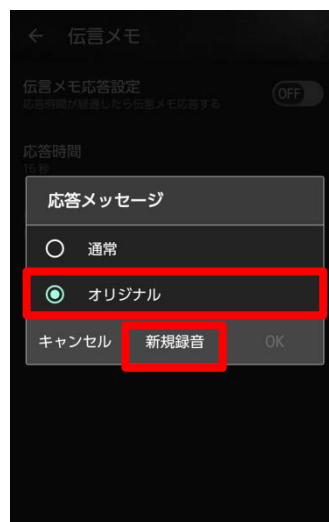 ← 伝言メモ
伝言メモ応答設定
応答時間が経過したら伝言メモ応答する
OFF
応答時間
15秒
応答メッセージ
通常
オリジナル
キャンセル 新規録音 OK